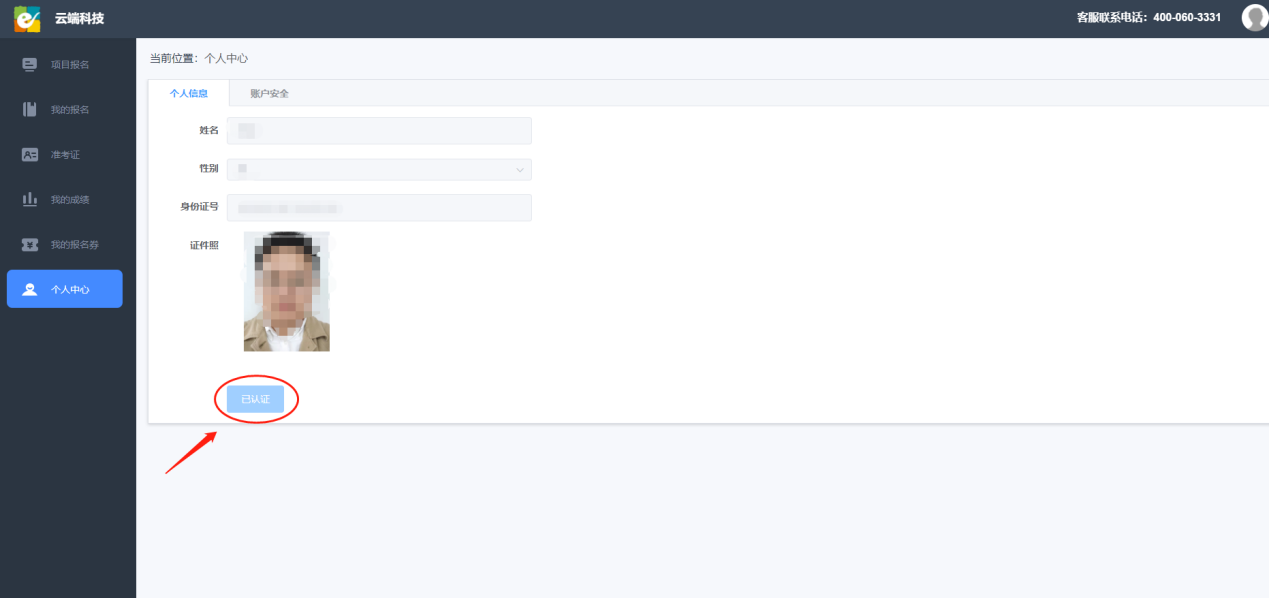 云端科技
客服联系电话：400-060-3331
项目报名
我的报名
准考证
我的成绩
我的报名券
个人中心
当前位置：个人中心
个人信息
账户安全
姓名
性别
身份证号
证件照
已认证